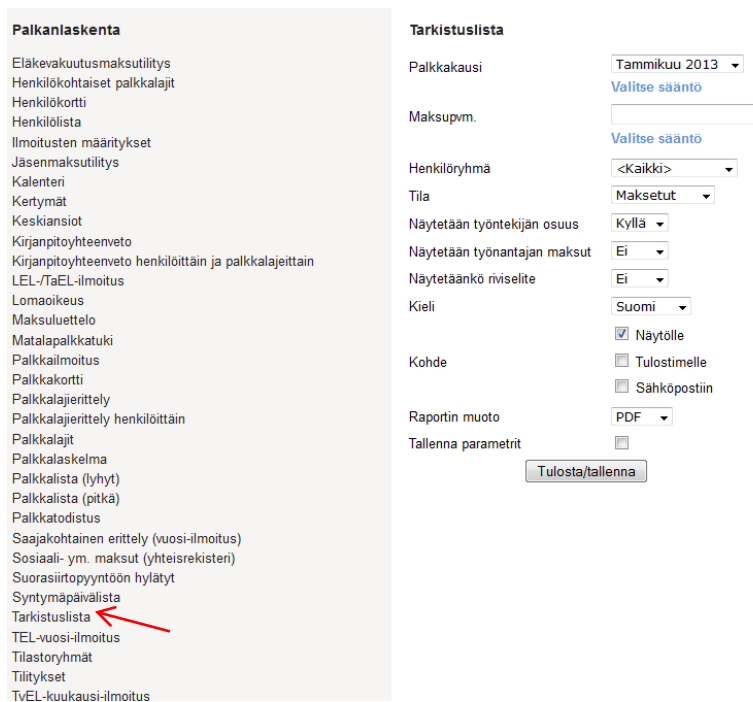 Palkanlaskenta
Eläkevakuutusmaksutilitys
Henkilökohtaiset palkkalajit
Henkilökortti
Henkilölista
Ilmoitusten määritykset
Jäsenmaksutilitys
Kalenteri
Kertymät
Keskiansiot
Kirjanpitoyhteenveto
Kirjanpitoyhteenveto henkilöittäin ja palkkalajeittain
LEL-/TaEL-ilmoitus
Lomaoikeus
Maksuluettelo
Matalapalkkatuki
Palkkailmoitus
Palkkakortti
Palkkalajierittely
Palkkalajierittely henkilöittäin
Palkkalajit
Palkkalaskelma
Palkkalista (lyhyt)
Palkkalista (pitkä)
Palkkatodistus
Saajakohtainen erittely (vuosi-ilmoitus)
Sosiaali- ym. maksut (yhteisrekisteri)
Suorasiirtopyyntöön hylätyt
Syntymäpäivälista
Tarkistuslista
TEL-vuosi-ilmoitus
Tilastoryhmät
Tilitykset
TyEL-kuukausi-ilmoitus
Tarkistuslista
Palkkakausi Tammikuu 2013
Valitse sääntö
Maksupvm.
Valitse sääntö
Henkilöryhmä <Kaikki>
Tila Maksetut
Näytetään työntekijän osuus Kyllä
Näytetään työnantajan maksut Ei
Näytetäänkö riviselite Ei
Kieli Suomi
Näytölle
Kohde Tulostimelle
Sähköpostiin
Raportin muoto PDF
Tallenna parametrit
Tulosta/tallenna